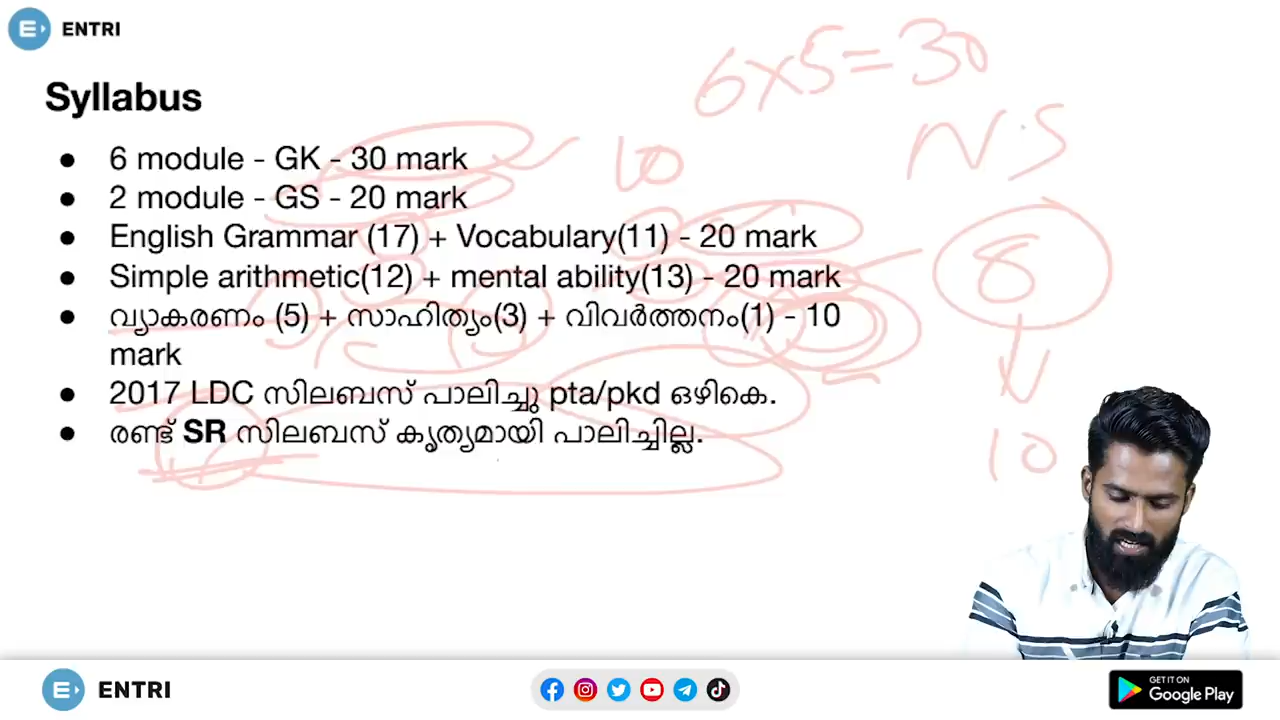 ENTRI
6x5=30
Syllabus
N.S
6 module - GK - 30 mark
10
2 module - GS - 20 mark
English Grammar (17) + Vocabulary(11) - 20 mark
Simple arithmetic(12) + mental ability(13) - 20 mark
8
വ്യാകരണം (5) + സാഹിത്യം(3) + വിവർത്തനം(1) - 10
mark
2017 LDC സിലബസ് പാലിച്ചു pta/pkd ഒഴികെ.
രണ്ട് SR സിലബസ് കൃത്യമായി പാലിച്ചില്ല.
10
ENTRI
GET IT ON
Google Play